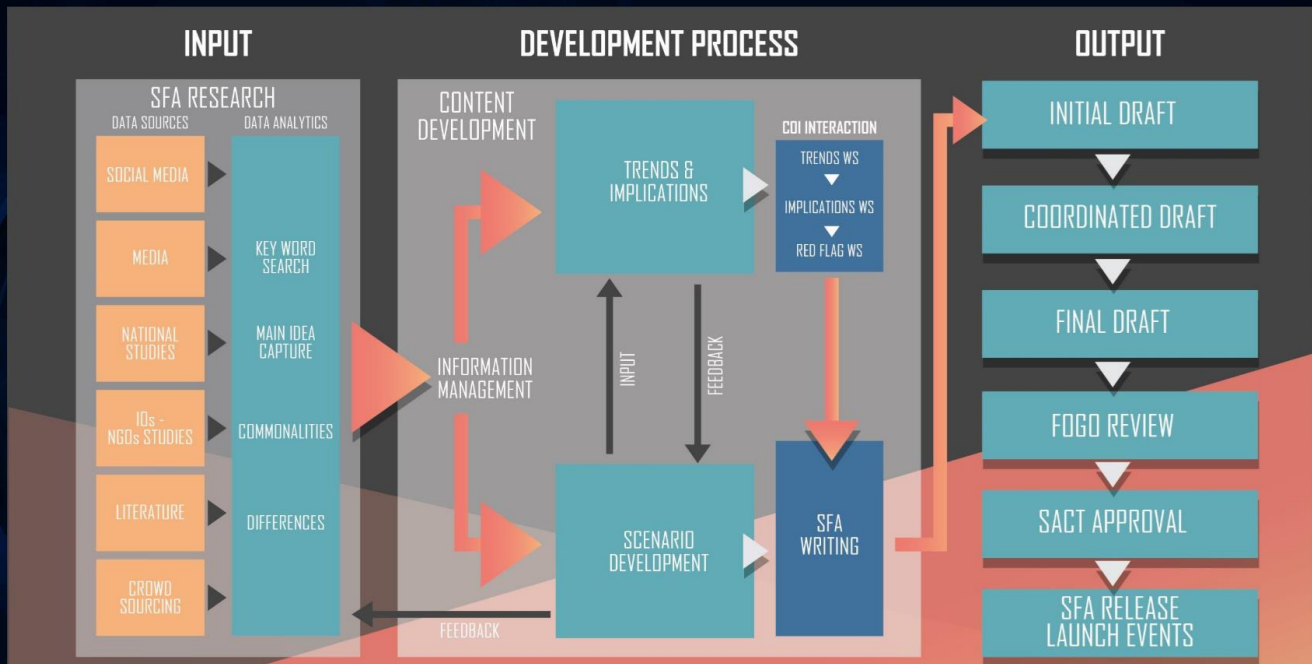 INPUT
DEVELOPMENT PROCESS
OUTPUT
SFA RESEARCH
DATA SOURCES
DATA ANALYTICS
SOCIAL MEDIA
MEDIA
NATIONAL
STUDIES
IOs -
NGOs STUDIES
LITERATURE
CROWD
SOURCING
KEY WORD
SEARCH
MAIN IDEA
CAPTURE
COMMONALITIES
DIFFERENCES
CONTENT
DEVELOPMENT
INFORMATION
MANAGEMENT
TRENDS &
IMPLICATIONS
COI INTERACTION
TRENDS WS
IMPLICATIONS WS
RED FLAG WS
INPUT
FEEDBACK
SCENARIO
DEVELOPMENT
SFA
WRITING
FEEDBACK
INITIAL DRAFT
COORDINATED DRAFT
FINAL DRAFT
FOGO REVIEW
SACT APPROVAL
SFA RELEASE
LAUNCH EVENTS